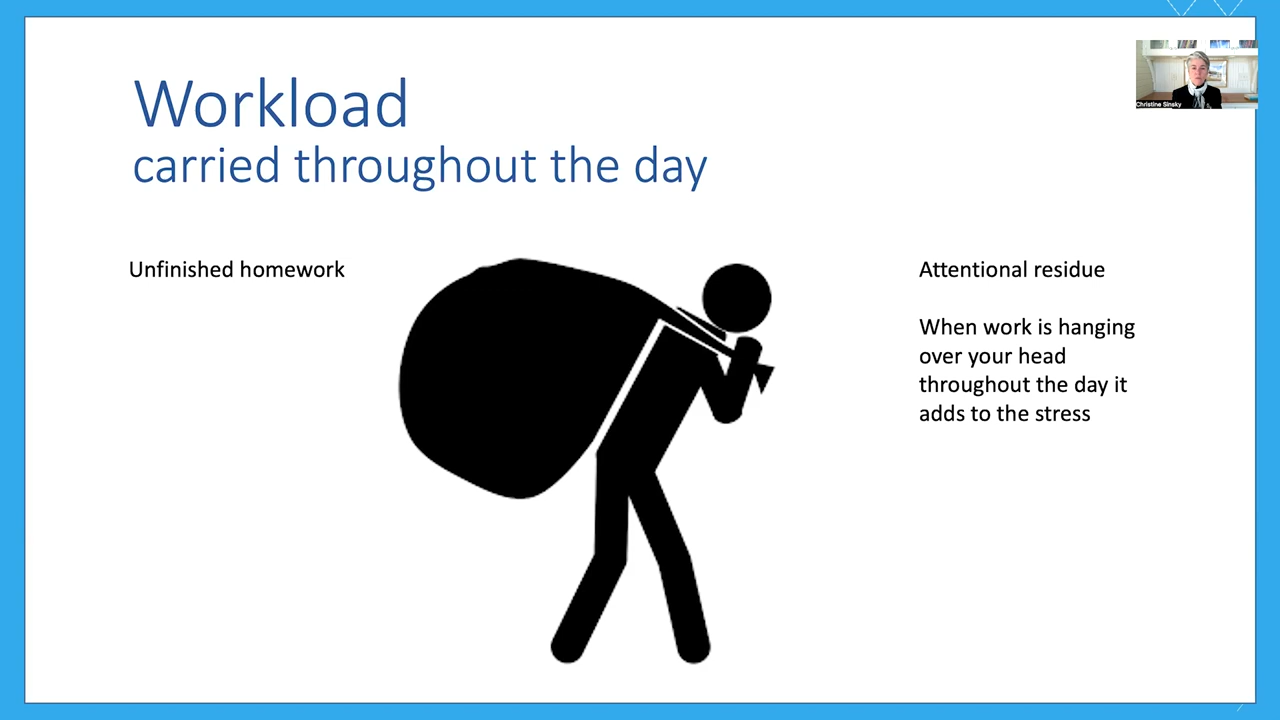 Workload
carried throughout the day
Christine Sinsky
Unfinished homework
Attentional residue
When work is hanging
over your head
throughout the day it
adds to the stress